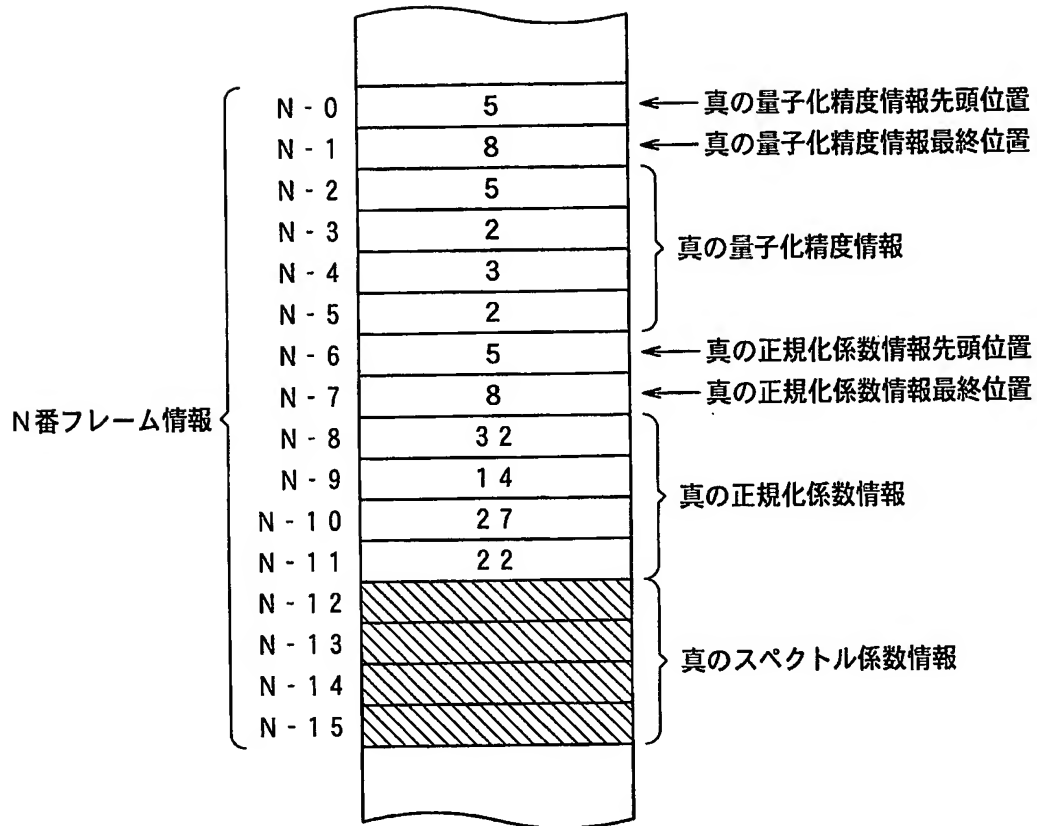 N-0 5 ←真の量子化精度情報先頭位置
N-1 8 ←真の量子化精度情報最終位置
N-2 5
N-3 2
真の量子化精度情報
N-4 3
N-5 2
N-6 5 ←真の正規化係数情報先頭位置
N-7 8 ←真の正規化係数情報最終位置
N番フレーム情報
N-8 32
N-9 14
真の正規化係数情報
N-10 27
N-11 22
N-12
N-13
真のスペクトル係数情報
N-14
N-15